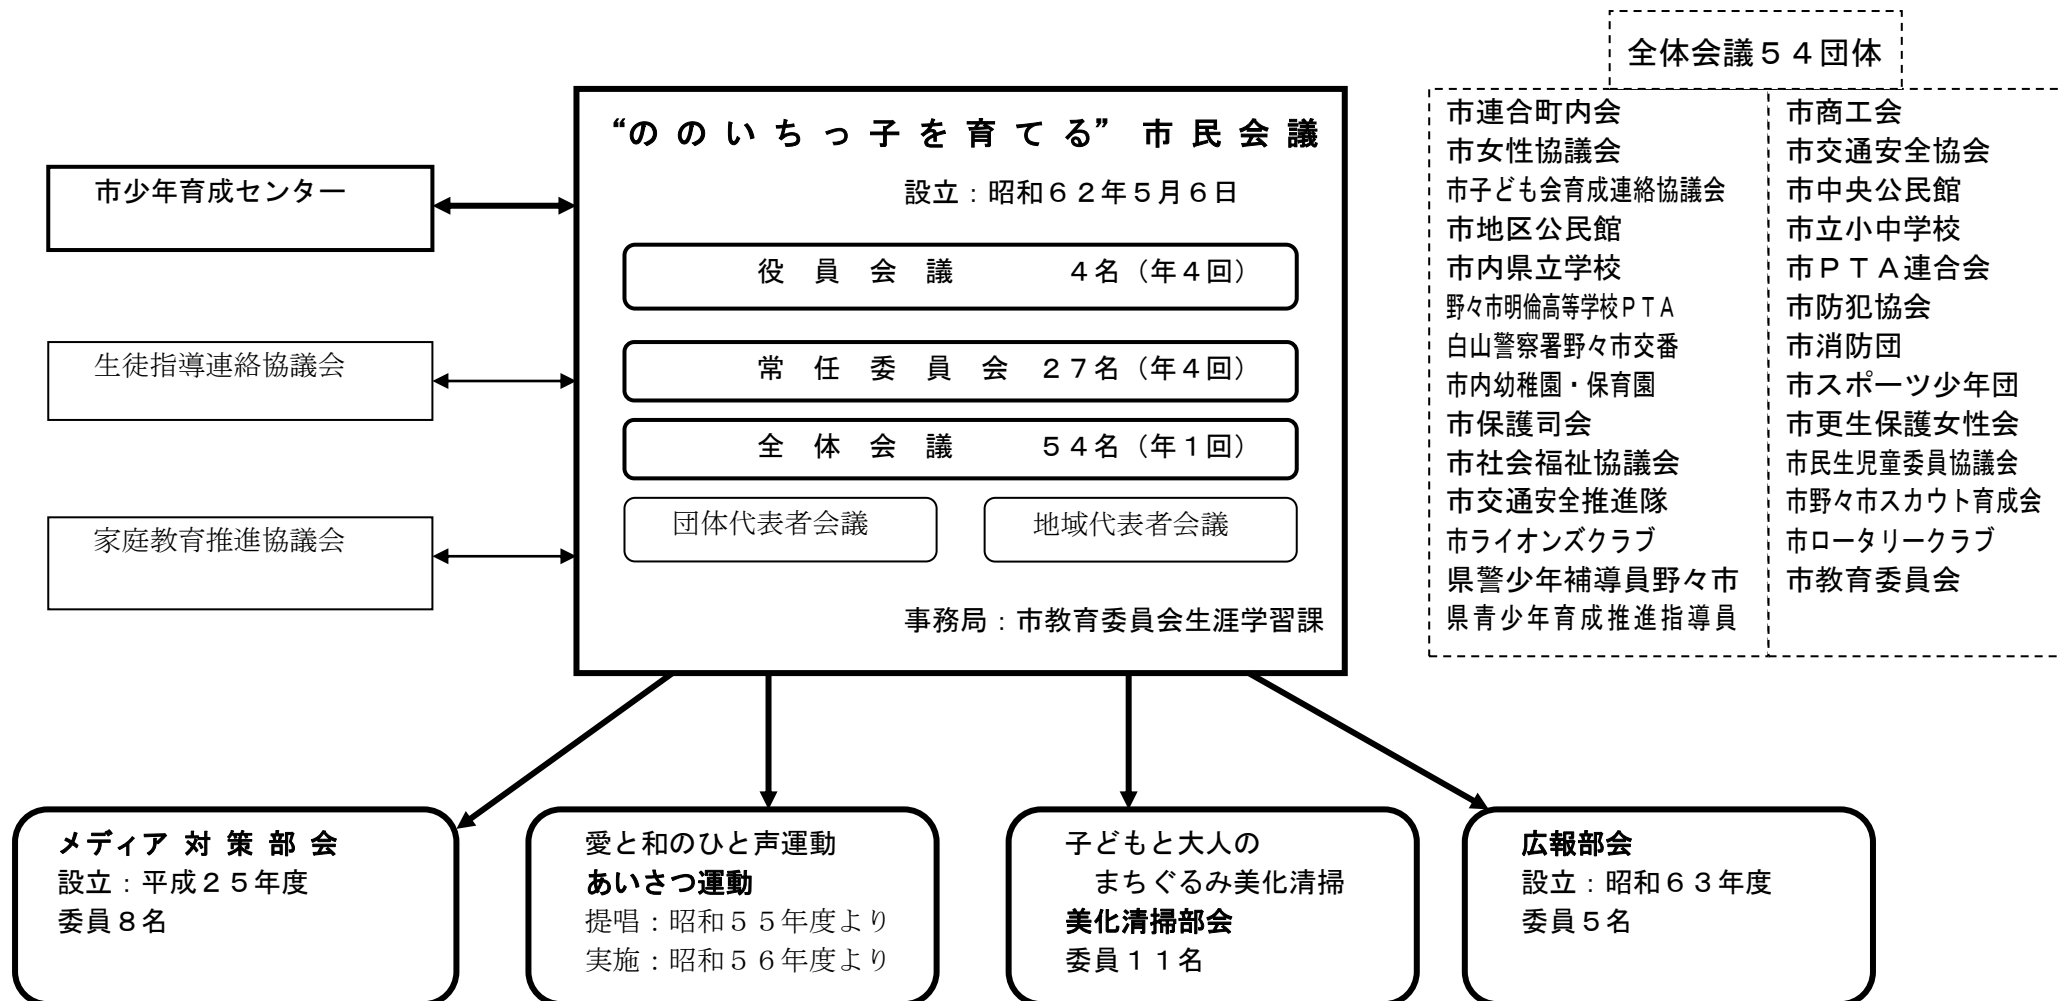 全体会議５４団体
“ののいちっ子を育てる”市民会議
設立：昭和６２年５月６日
役員会議　４名（年４回）
常任委員会　２７名（年４回）
全体会議　５４名（年１回）
団体代表者会議
地域代表者会議
事務局：市教育委員会生涯学習課
市少年育成センター
生徒指導連絡協議会
家庭教育推進協議会
市連合町内会
市女性協議会
市子ども会育成連絡協議会
市地区公民館
市内県立学校
野々市明倫高等学校ＰＴＡ
白山警察署野々市交番
市内幼稚園・保育園
市保護司会
市社会福祉協議会
市交通安全推進隊
市ライオンズクラブ
県警少年補導員野々市
県青少年育成推進指導員
市商工会
市交通安全協会
市中央公民館
市立小中学校
市ＰＴＡ連合会
市防犯協会
市消防団
市スポーツ少年団
市更生保護女性会
市民生児童委員協議会
市野々市スカウト育成会
市ロータリークラブ
市教育委員会
メディア対策部会
設立：平成２５年度
委員８名
愛と和のひと声運動
あいさつ運動
提唱：昭和５５年度より
実施：昭和５６年度より
子どもと大人の
まちぐるみ美化清掃
美化清掃部会
委員１１名
広報部会
設立：昭和６３年度
委員５名